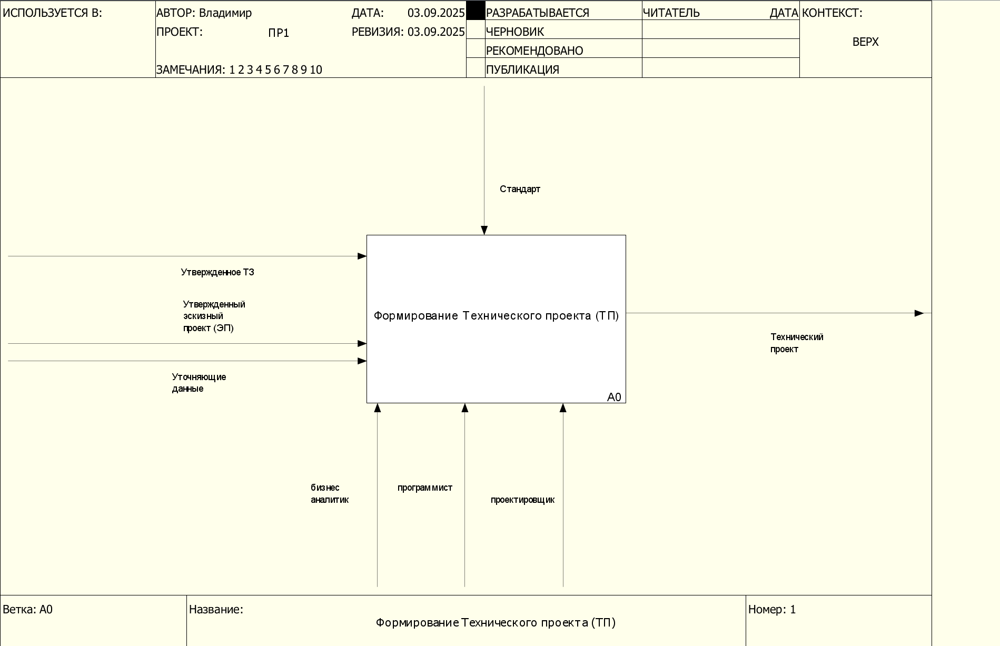 ИСПОЛЬЗУЕТСЯ В:
АВТОР: Владимир
ДАТА: 03.09.2025
ПРОЕКТ: ПР1
РЕВИЗИЯ: 03.09.2025
ЗАМЕЧАНИЯ: 1 2 3 4 5 6 7 8 9 10
РАЗРАБАТЫВАЕТСЯ
ЧЕРНОВИК
РЕКОМЕНДОВАНО
ПУБЛИКАЦИЯ
ЧИТАТЕЛЬ ДАТА
КОНТЕКСТ:
ВЕРХ
Стандарт
Утвержденное ТЗ
Утвержденный
эскизный
проект (ЭП)
Уточняющие
данные
Формирование Технического проекта (ТП)
A0
Технический
проект
бизнес
аналитик
программист
проектировщик
Ветка: A0
Название:
Формирование Технического проекта (ТП)
Номер: 1